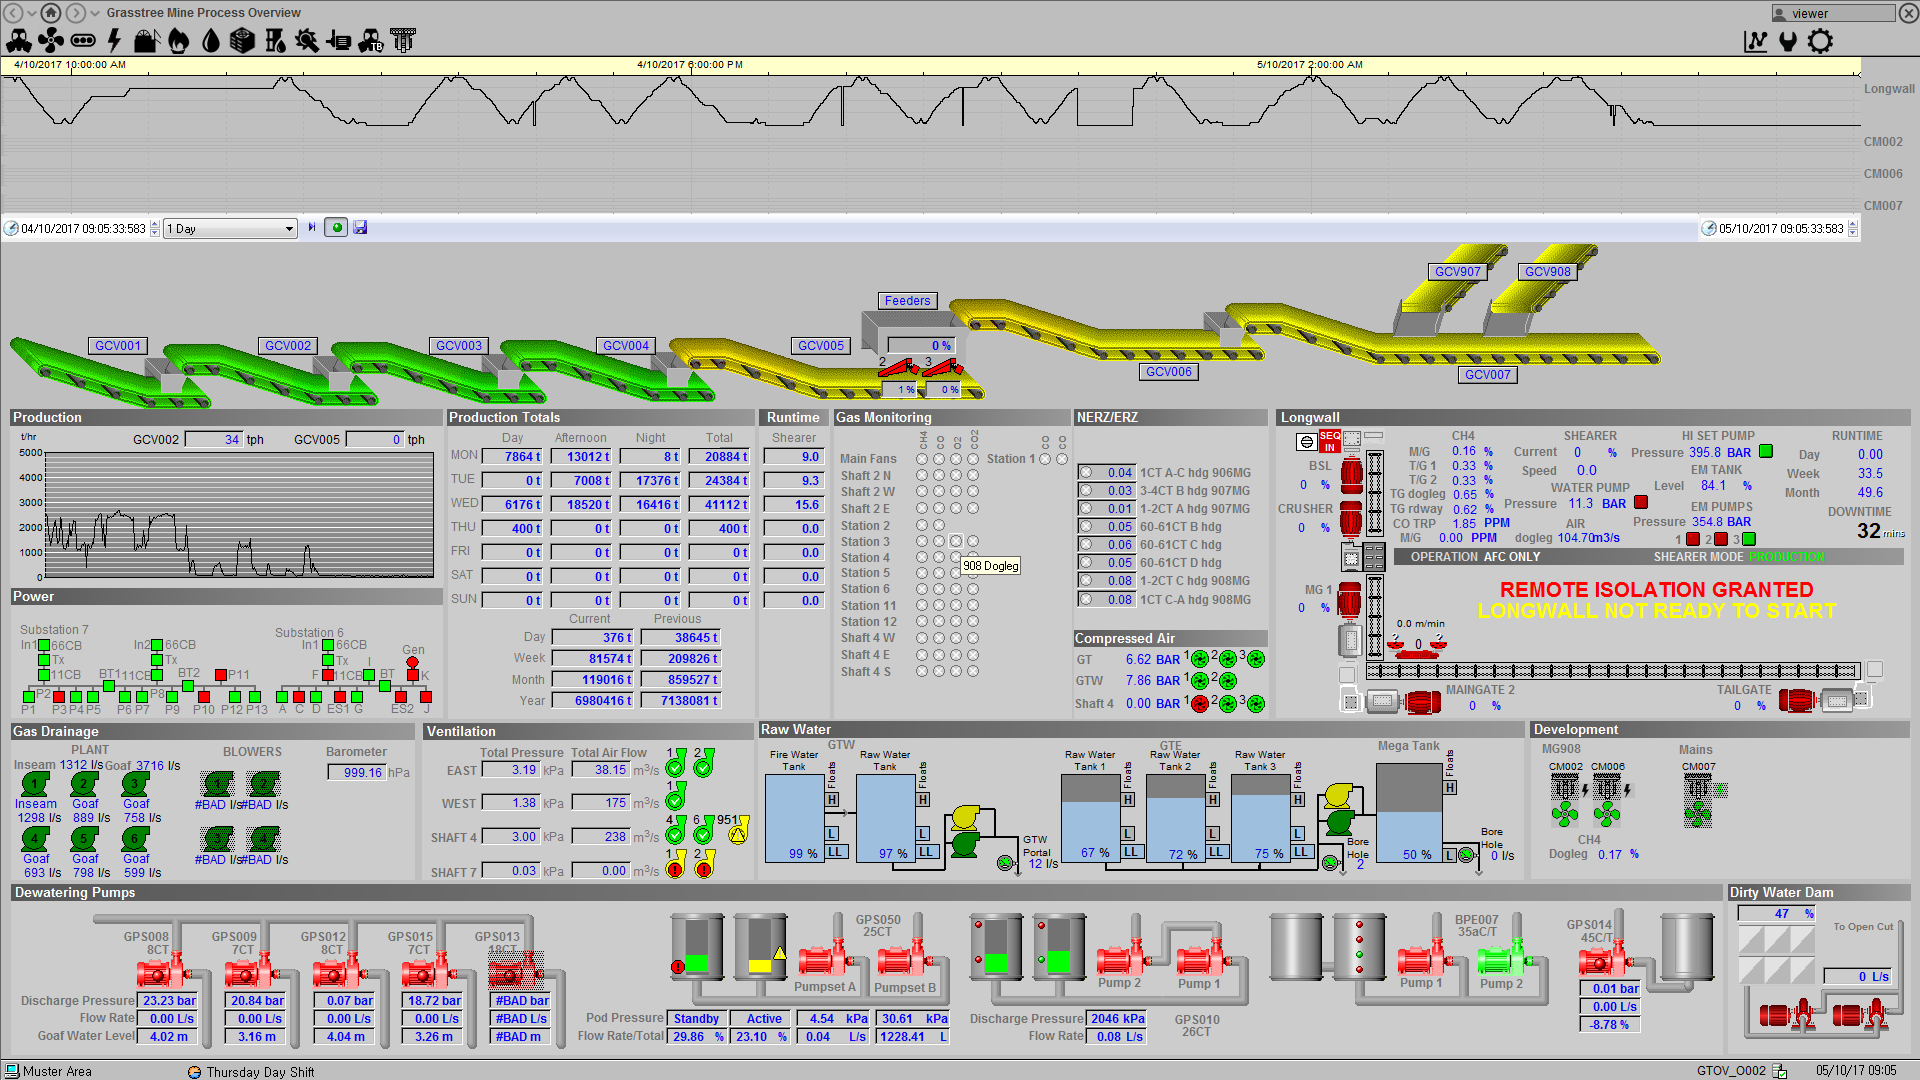 Grasstree Mine Process Overview
viewer
4/10/2017 10:00:00 AM
4/10/2017 6:00:00 PM
5/10/2017 2:00:00 AM
Longwall
CM002
CM006
CM007
04/10/2017 09:05:33:583
1 Day
05/10/2017 09:05:33:583
GCV907
GCV908
Feeders
GCV001
GCV002
GCV003
GCV004
GCV005
0 %
2
3
1 %
0 %
GCV006
GCV007
Production
t/hr
GCV002 34 tph
GCV005 0 tph
5000
4000
3000
2000
1000
0
Production Totals
Day Afternoon Night Total
MON 7864 t 13012 t 8 t 20884 t
TUE 0 t 7008 t 17376 t 24384 t
WED 6176 t 18520 t 16416 t 41112 t
THU 400 t 0 t 0 t 400 t
FRI 0 t 0 t 0 t 0 t
SAT 0 t 0 t 0 t 0 t
SUN 0 t 0 t 0 t 0 t
Current Previous
Day 376 t 38645 t
Week 81574 t 209826 t
Month 119016 t 859527 t
Year 6980416 t 7138081 t
Runtime
Shearer
9.0
9.3
15.6
0.0
0.0
0.0
0.0
Gas Monitoring
CH4 CO O2 CO2 CO CO
Main Fans
Station 1
Shaft 2 N
Shaft 2 W
Shaft 2 E
Station 2
Station 3
Station 4
908 Dogleg
Station 5
Station 6
Station 11
Station 12
Shaft 4 W
Shaft 4 E
Shaft 4 S
NERZ/ERZ
0.04 1CT A-C hdg 906MG
0.03 3-4CT B hdg 907MG
0.01 1-2CT A hdg 907MG
0.05 60-61CT B hdg
0.06 60-61CT C hdg
0.05 60-61CT D hdg
0.08 1-2CT C hdg 908MG
0.08 1CT C-A hdg 908MG
Compressed Air
GT 6.62 BAR 1 2 3
GTW 7.86 BAR 1 2
Shaft 4 0.00 BAR 1 2 3
Longwall
SEQ IN
BSL
0 %
CRUSHER
0 %
MG 1
0 %
CH4
M/G 0.16 %
T/G 1 0.33 %
T/G 2 0.33 %
TG dogleg 0.65 %
TG rdway 0.62 %
CO TRP 1.85 PPM
M/G 0.00 PPM
SHEARER
Current 0 %
Speed 0.0
WATER PUMP
Pressure 11.3 BAR
AIR
dogleg 104.70m3/s
HI SET PUMP
Pressure 395.8 BAR
EM TANK
Level 84.1 %
EM PUMPS
Pressure 354.8 BAR
1 2 3
RUNTIME
Day 0.00
Week 33.5
Month 49.6
DOWNTIME
32 mins
OPERATION AFC ONLY
SHEARER MODE PRODUCTION
REMOTE ISOLATION GRANTED
LONGWALL NOT READY TO START
0.0 m/min
? 0 ?
MAINGATE 2
0 %
TAILGATE
0 %
Power
Substation 7
In1 66CB
Tx
11CB
In2 66CB
Tx
11CB
BT1
BT2
P11
P1 P2 P3 P4 P5 P6 P7 P8 P9 P10 P12 P13
Substation 6
In1 66CB
Tx
F 11CB
I
BT
Gen
K
A C D ES1 G ES2 J
Gas Drainage
PLANT
Inseam 1312 l/s Goaf 3716 l/s
1 2 3
Inseam Goaf Goaf
1298 l/s 889 l/s 758 l/s
4 5 6
Goaf Goaf Goaf
693 l/s 798 l/s 599 l/s
BLOWERS
1 2
#BAD l/s #BAD l/s
3 4
#BAD l/s #BAD l/s
Barometer
999.16 hPa
Ventilation
Total Pressure Total Air Flow
EAST 3.19 kPa 38.15 m³/s 1 2
WEST 1.38 kPa 175 m³/s 1
SHAFT 4 3.00 kPa 238 m³/s 4 6 951
SHAFT 7 0.03 kPa 0.00 m³/s 1 2
Raw Water
GTW
Fire Water Tank
99 %
Floats
H
L
LL
Raw Water Tank
97 %
Floats
H
L
LL
GTW Portal
12 l/s
GTE
Raw Water Tank 1
67 %
Floats
H
L
LL
Raw Water Tank 2
72 %
Floats
H
L
LL
Raw Water Tank 3
75 %
Floats
H
L
LL
Bore Hole
2
Mega Tank
50 %
Floats
H
L
Bore Hole
0 l/s
Development
MG908
CM002 CM006
CH4
Dogleg 0.17 %
Mains
CM007
Dewatering Pumps
GPS008 8CT
GPS009 7CT
GPS012 8CT
GPS015 7CT
GPS013 18CT
Discharge Pressure 23.23 bar 20.84 bar 0.07 bar 18.72 bar #BAD bar
Flow Rate 0.00 L/s 0.00 L/s 0.00 L/s 0.00 L/s #BAD L/s
Goaf Water Level 4.02 m 3.16 m 4.04 m 3.26 m #BAD m
GPS050 25CT
Pumpset A
Pumpset B
Pod Pressure Standby Active 4.54 kPa 30.61 kPa
Flow Rate/Total 29.86 % 23.10 % 0.04 L/s 1228.41 L
Pump 2
Pump 1
Discharge Pressure 2046 kPa
Flow Rate 0.08 L/s
GPS010 26CT
BPE007 35aC/T
Pump 1
Pump 2
GPS014 45C/T
0.01 bar
0.00 L/s
-8.78 %
Dirty Water Dam
47 %
To Open Cut
0 L/s
Muster Area
Thursday Day Shift
GTOV_O002
05/10/17 09:05